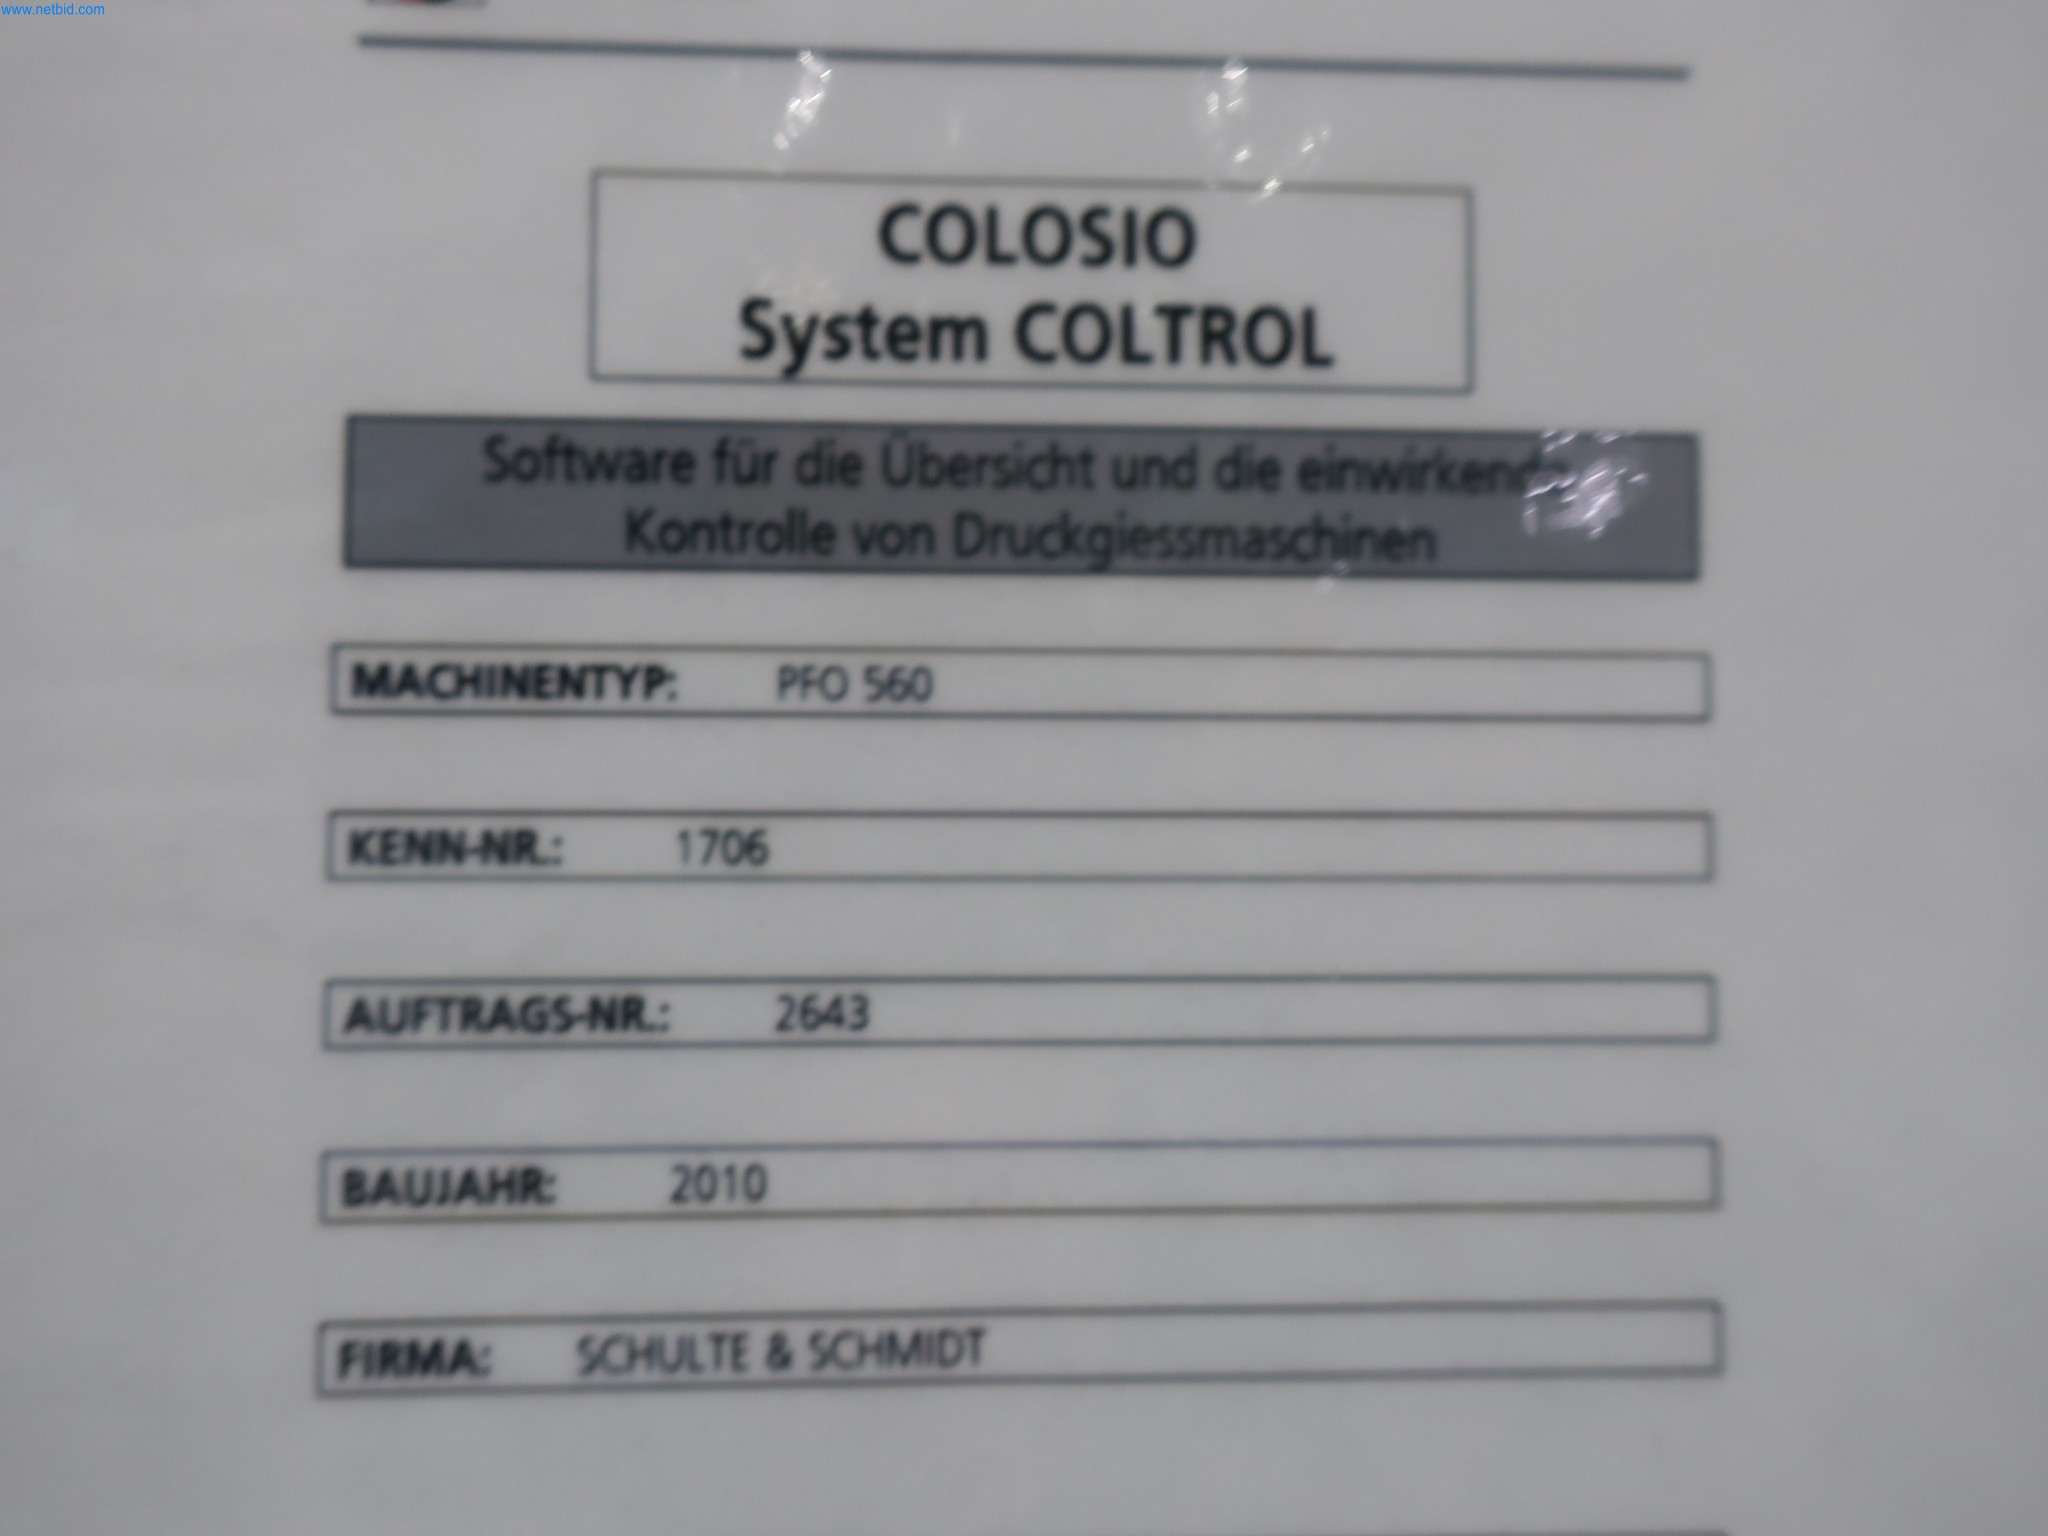 www.netbid.com
COLOSIO
System COLTROL
Software für die Übersicht und die einwirkende
Kontrolle von Druckgiessmaschinen
MACHINENTYP: PFO 560
KENN-NR.: 1706
AUFTRAGS-NR.: 2643
BAUJAHR: 2010
FIRMA: SCHULTE & SCHMIDT